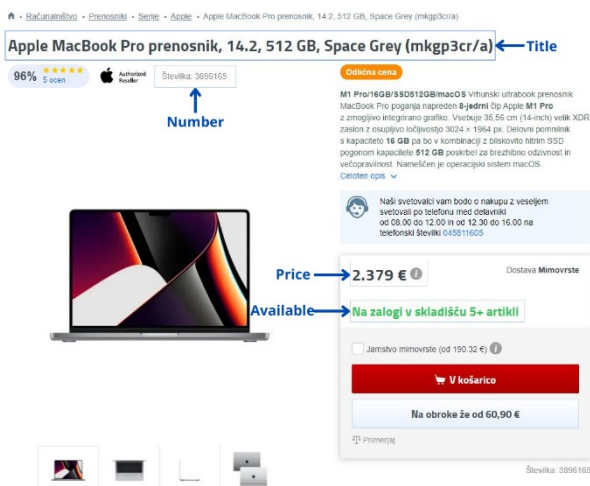 Računalništvo • Prenosniki • Serije • Apple • Apple MacBook Pro prenosnik, 14.2, 512 GB, Space Grey (mkgp3cr/a)
Apple MacBook Pro prenosnik, 14.2, 512 GB, Space Grey (mkgp3cr/a)
Title
96%
5 ocen
Authorized
Reseller
Številka: 3896165
Number
Odlična cena
M1 Pro/16GB/SSD512GB/macOS Vrhunski ultrabook prenosnik
MacBook Pro poganja napreden 8-jedrni čip Apple M1 Pro
z zmogljivo integrirano grafiko. Vsebuje 35,56 cm (14-inch) velik XDR
zaslon z osupljivo ločljivostjo 3024 × 1964 px. Delovni pomnilnik
s kapaciteto 16 GB pa bo v kombinaciji z bliskovito hitrim SSD
pogonom kapacitete 512 GB poskrbel za brezhibno odzivnost in
večopravilnost. Nameščen je operacijski sistem macOS.
Celoten opis
Naši svetovalci vam bodo o nakupu z veseljem
svetovali po telefonu med delavniki
od 08.00 do 12.00 in od 12.30 do 16.00 na
telefonski številki 045811605
Price
2.379 €
Dostava Mimovrste
Available
Na zalogi v skladišču 5+ artikli
Jamstvo mimovrste (od 190.32 €)
V košarico
Na obroke že od 60,90 €
Primerjaj
Številka: 3896165